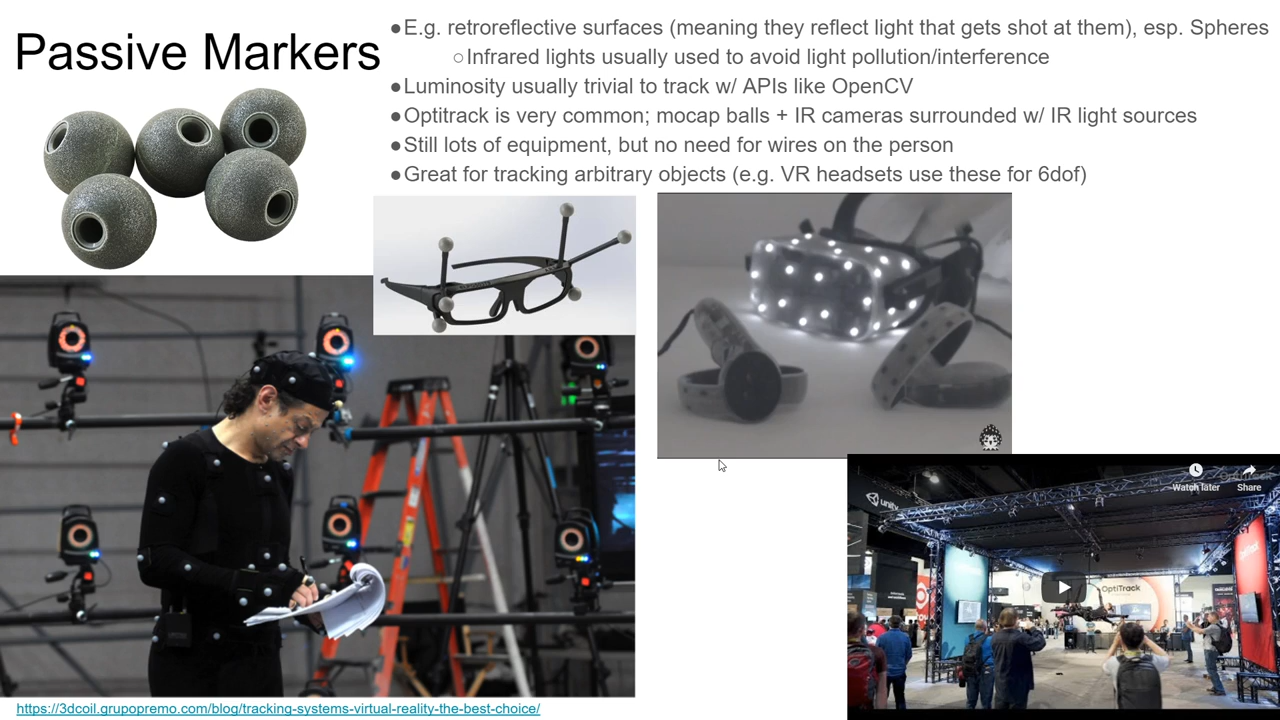 Passive Markers
●E.g. retroreflective surfaces (meaning they reflect light that gets shot at them), esp. Spheres
○Infrared lights usually used to avoid light pollution/interference
●Luminosity usually trivial to track w/ APIs like OpenCV
●Optitrack is very common; mocap balls + IR cameras surrounded w/ IR light sources
●Still lots of equipment, but no need for wires on the person
●Great for tracking arbitrary objects (e.g. VR headsets use these for 6dof)
Watch later
Share
unity
OptiTrack
https://3dcoil.grupopremo.com/blog/tracking-systems-virtual-reality-the-best-choice/